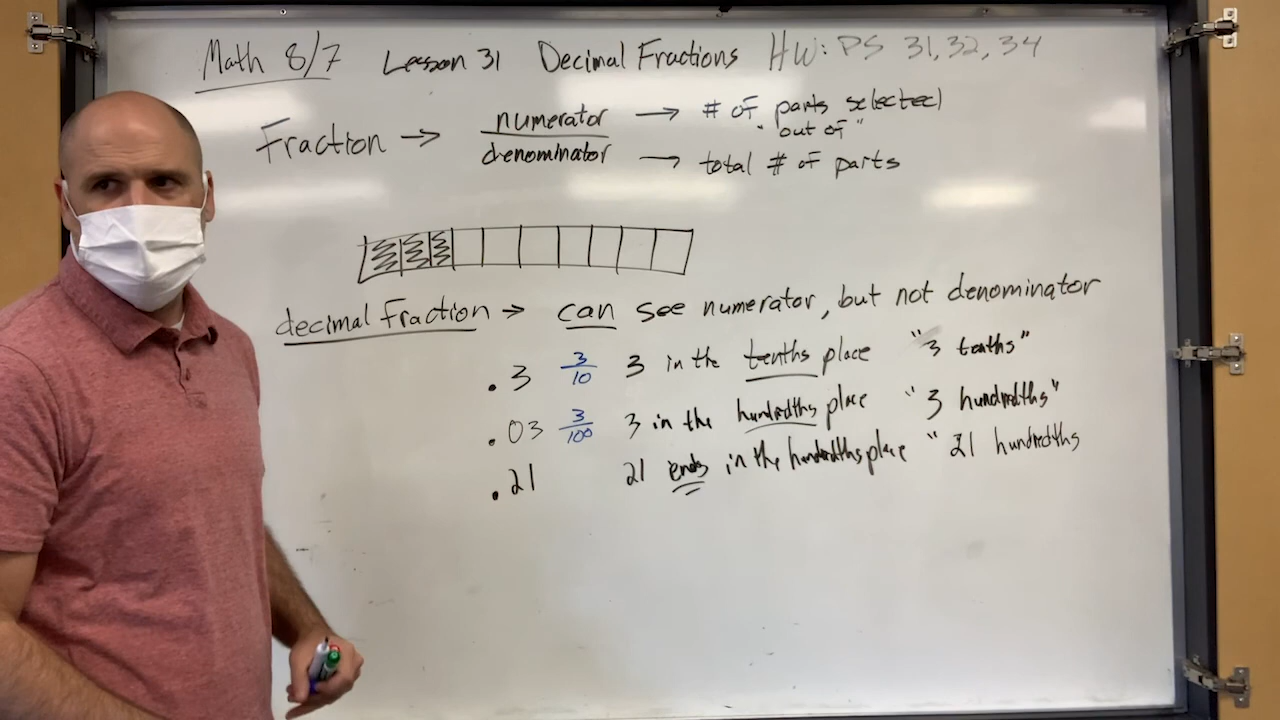 Math 8/7 Lesson 31 Decimal Fractions HW: PS 31, 32, 34
Fraction → numerator → # of parts selected
"out of"
denominator → total # of parts
decimal fraction → can see numerator, but not denominator
.3 3/10 3 in the tenths place "3 tenths"
.03 3/100 3 in the hundredths place "3 hundredths"
.21 21 ends in the hundredths place "21 hundredths